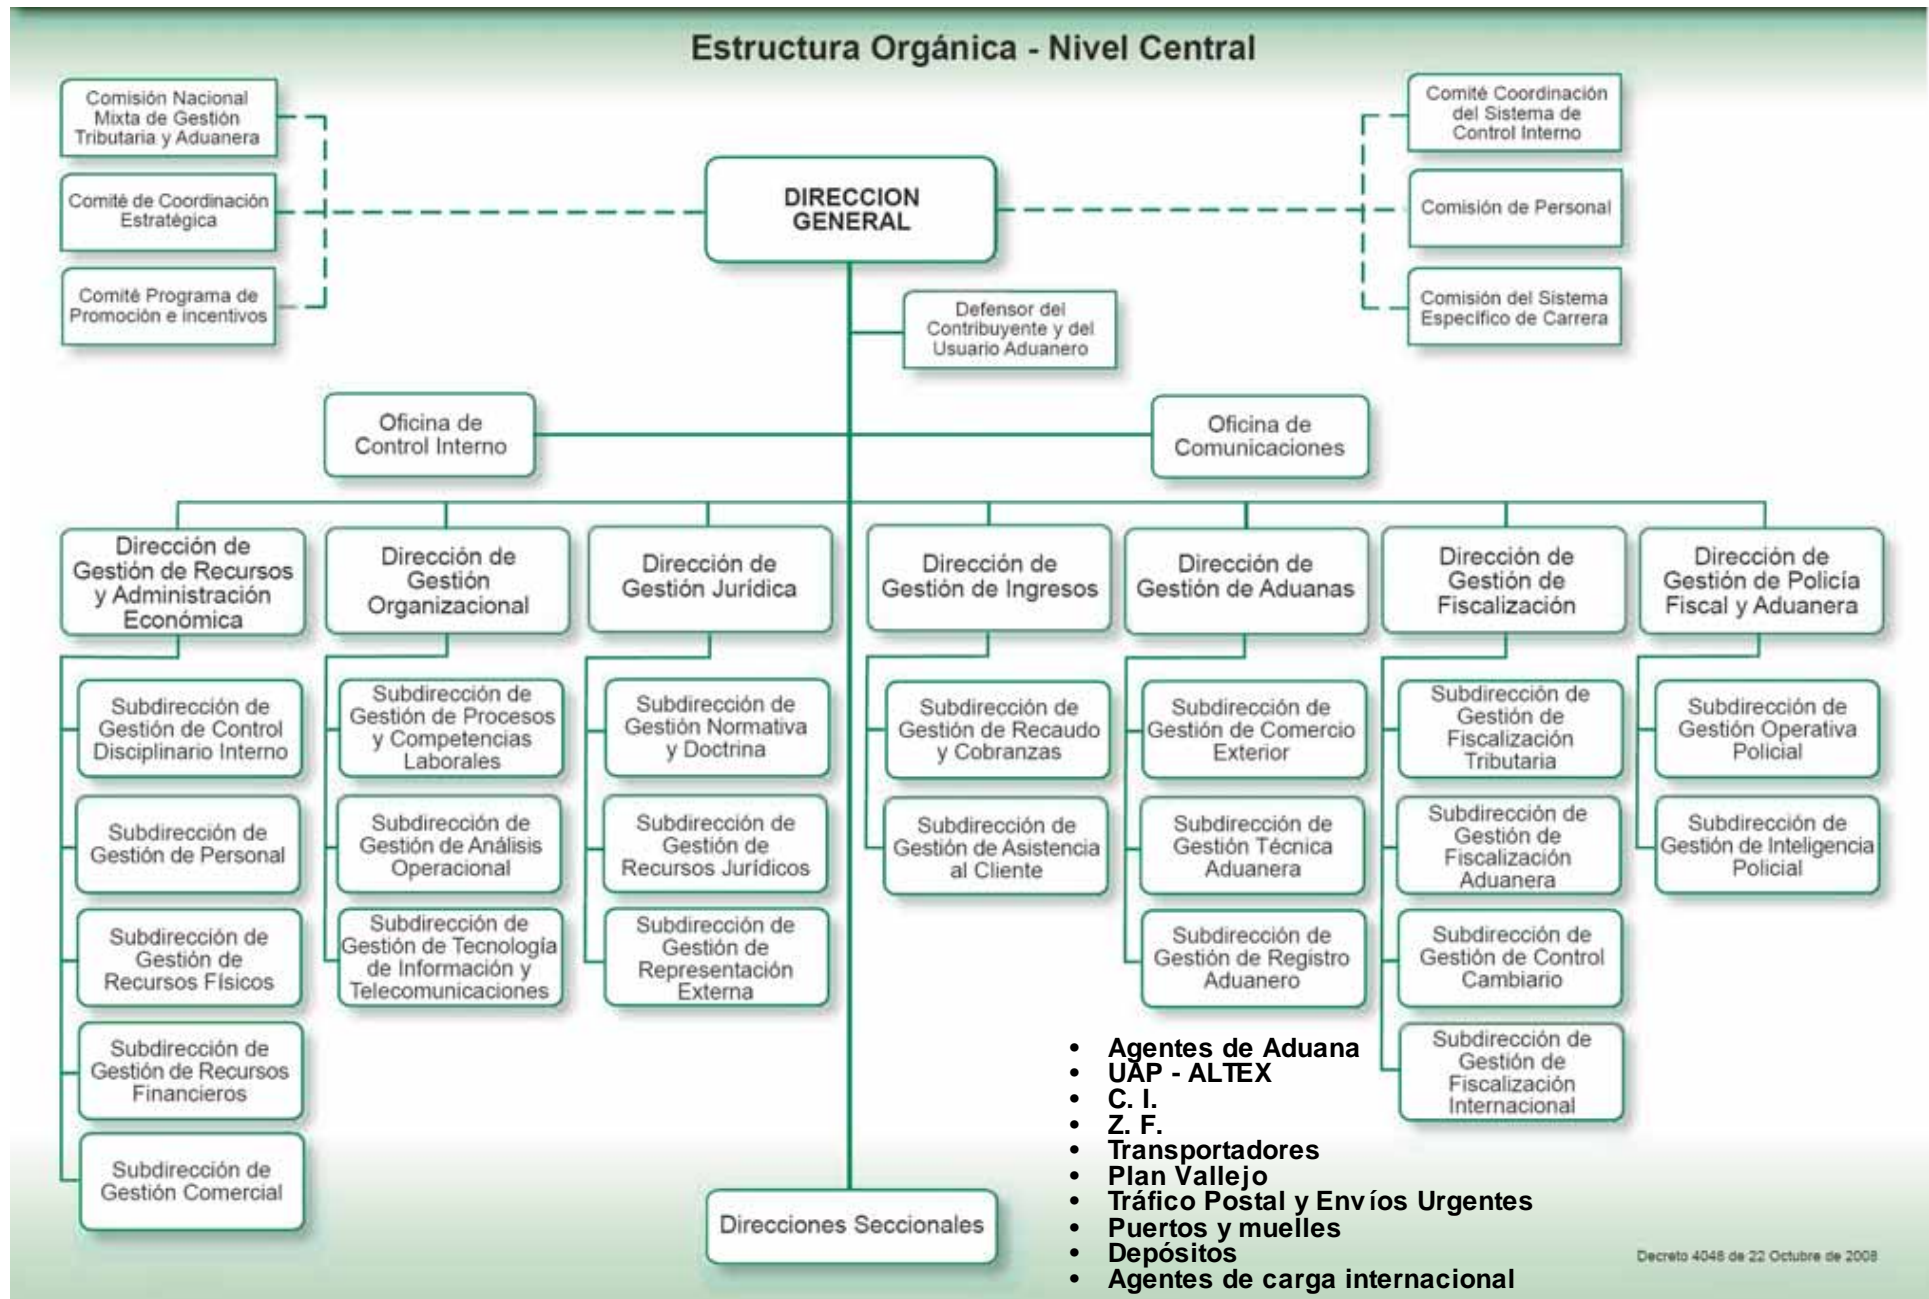 Estructura Orgánica - Nivel Central
Comisión Nacional
Mixta de Gestión
Tributaria y Aduanera
Comité de Coordinación
Estratégica
Comité Programa de
Promoción e incentivos
DIRECCION
GENERAL
Comité Coordinación
del Sistema de
Control Interno
Comisión de Personal
Comisión del Sistema
Específico de Carrera
Defensor del
Contribuyente y del
Usuario Aduanero
Oficina de
Control Interno
Oficina de
Comunicaciones
Dirección de
Gestión de Recursos
y Administración
Económica
Subdirección de
Gestión de Control
Disciplinario Interno
Subdirección de
Gestión de Personal
Subdirección de
Gestión de
Recursos Físicos
Subdirección de
Gestión de Recursos
Financieros
Subdirección de
Gestión Comercial
Dirección de
Gestión
Organizacional
Subdirección de
Gestión de Procesos
y Competencias
Laborales
Subdirección de
Gestión de Análisis
Operacional
Subdirección de
Gestión de Tecnología
de Información y
Telecomunicaciones
Dirección de
Gestión Jurídica
Subdirección de
Gestión Normativa
y Doctrina
Subdirección de
Gestión de
Recursos Jurídicos
Subdirección de
Gestión de
Representación
Externa
Dirección de
Gestión de Ingresos
Subdirección de
Gestión de Recaudo
y Cobranzas
Subdirección de
Gestión de Asistencia
al Cliente
Dirección de
Gestión de Aduanas
Subdirección de
Gestión de Comercio
Exterior
Subdirección de
Gestión Técnica
Aduanera
Subdirección de
Gestión de Registro
Aduanero
Dirección de
Gestión de
Fiscalización
Subdirección de
Gestión de
Fiscalización
Tributaria
Subdirección de
Gestión de
Fiscalización
Aduanera
Subdirección de
Gestión de Control
Cambiario
Subdirección de
Gestión de
Fiscalización
Internacional
Dirección de
Gestión de Policía
Fiscal y Aduanera
Subdirección de
Gestión Operativa
Policial
Subdirección de
Gestión de Inteligencia
Policial
Direcciones Seccionales
• Agentes de Aduana
• UAP - ALTEX
• C. I.
• Z. F.
• Transportadores
• Plan Vallejo
• Tráfico Postal y Envíos Urgentes
• Puertos y muelles
• Depósitos
• Agentes de carga internacional
Decreto 4048 de 22 Octubre de 2008